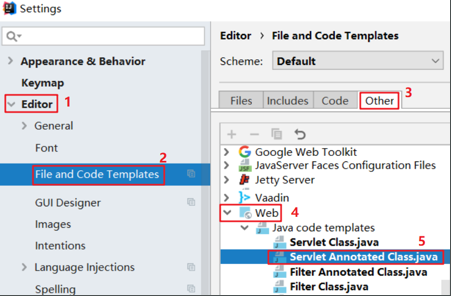 Settings
Appearance & Behavior
Keymap
Editor 1
General
Font
2
File and Code Templates
GUI Designer
Images
Intentions
Language Injections
Spelling
Editor › File and Code Templates
Scheme: Default
3
Files Includes Code Other
Google Web Toolkit
JavaServer Faces Configuration Files
Jetty Server
Vaadin
Web 4
Java code templates
Servlet Class.java 5
Servlet Annotated Class.java
Filter Annotated Class.java
Filter Class.java